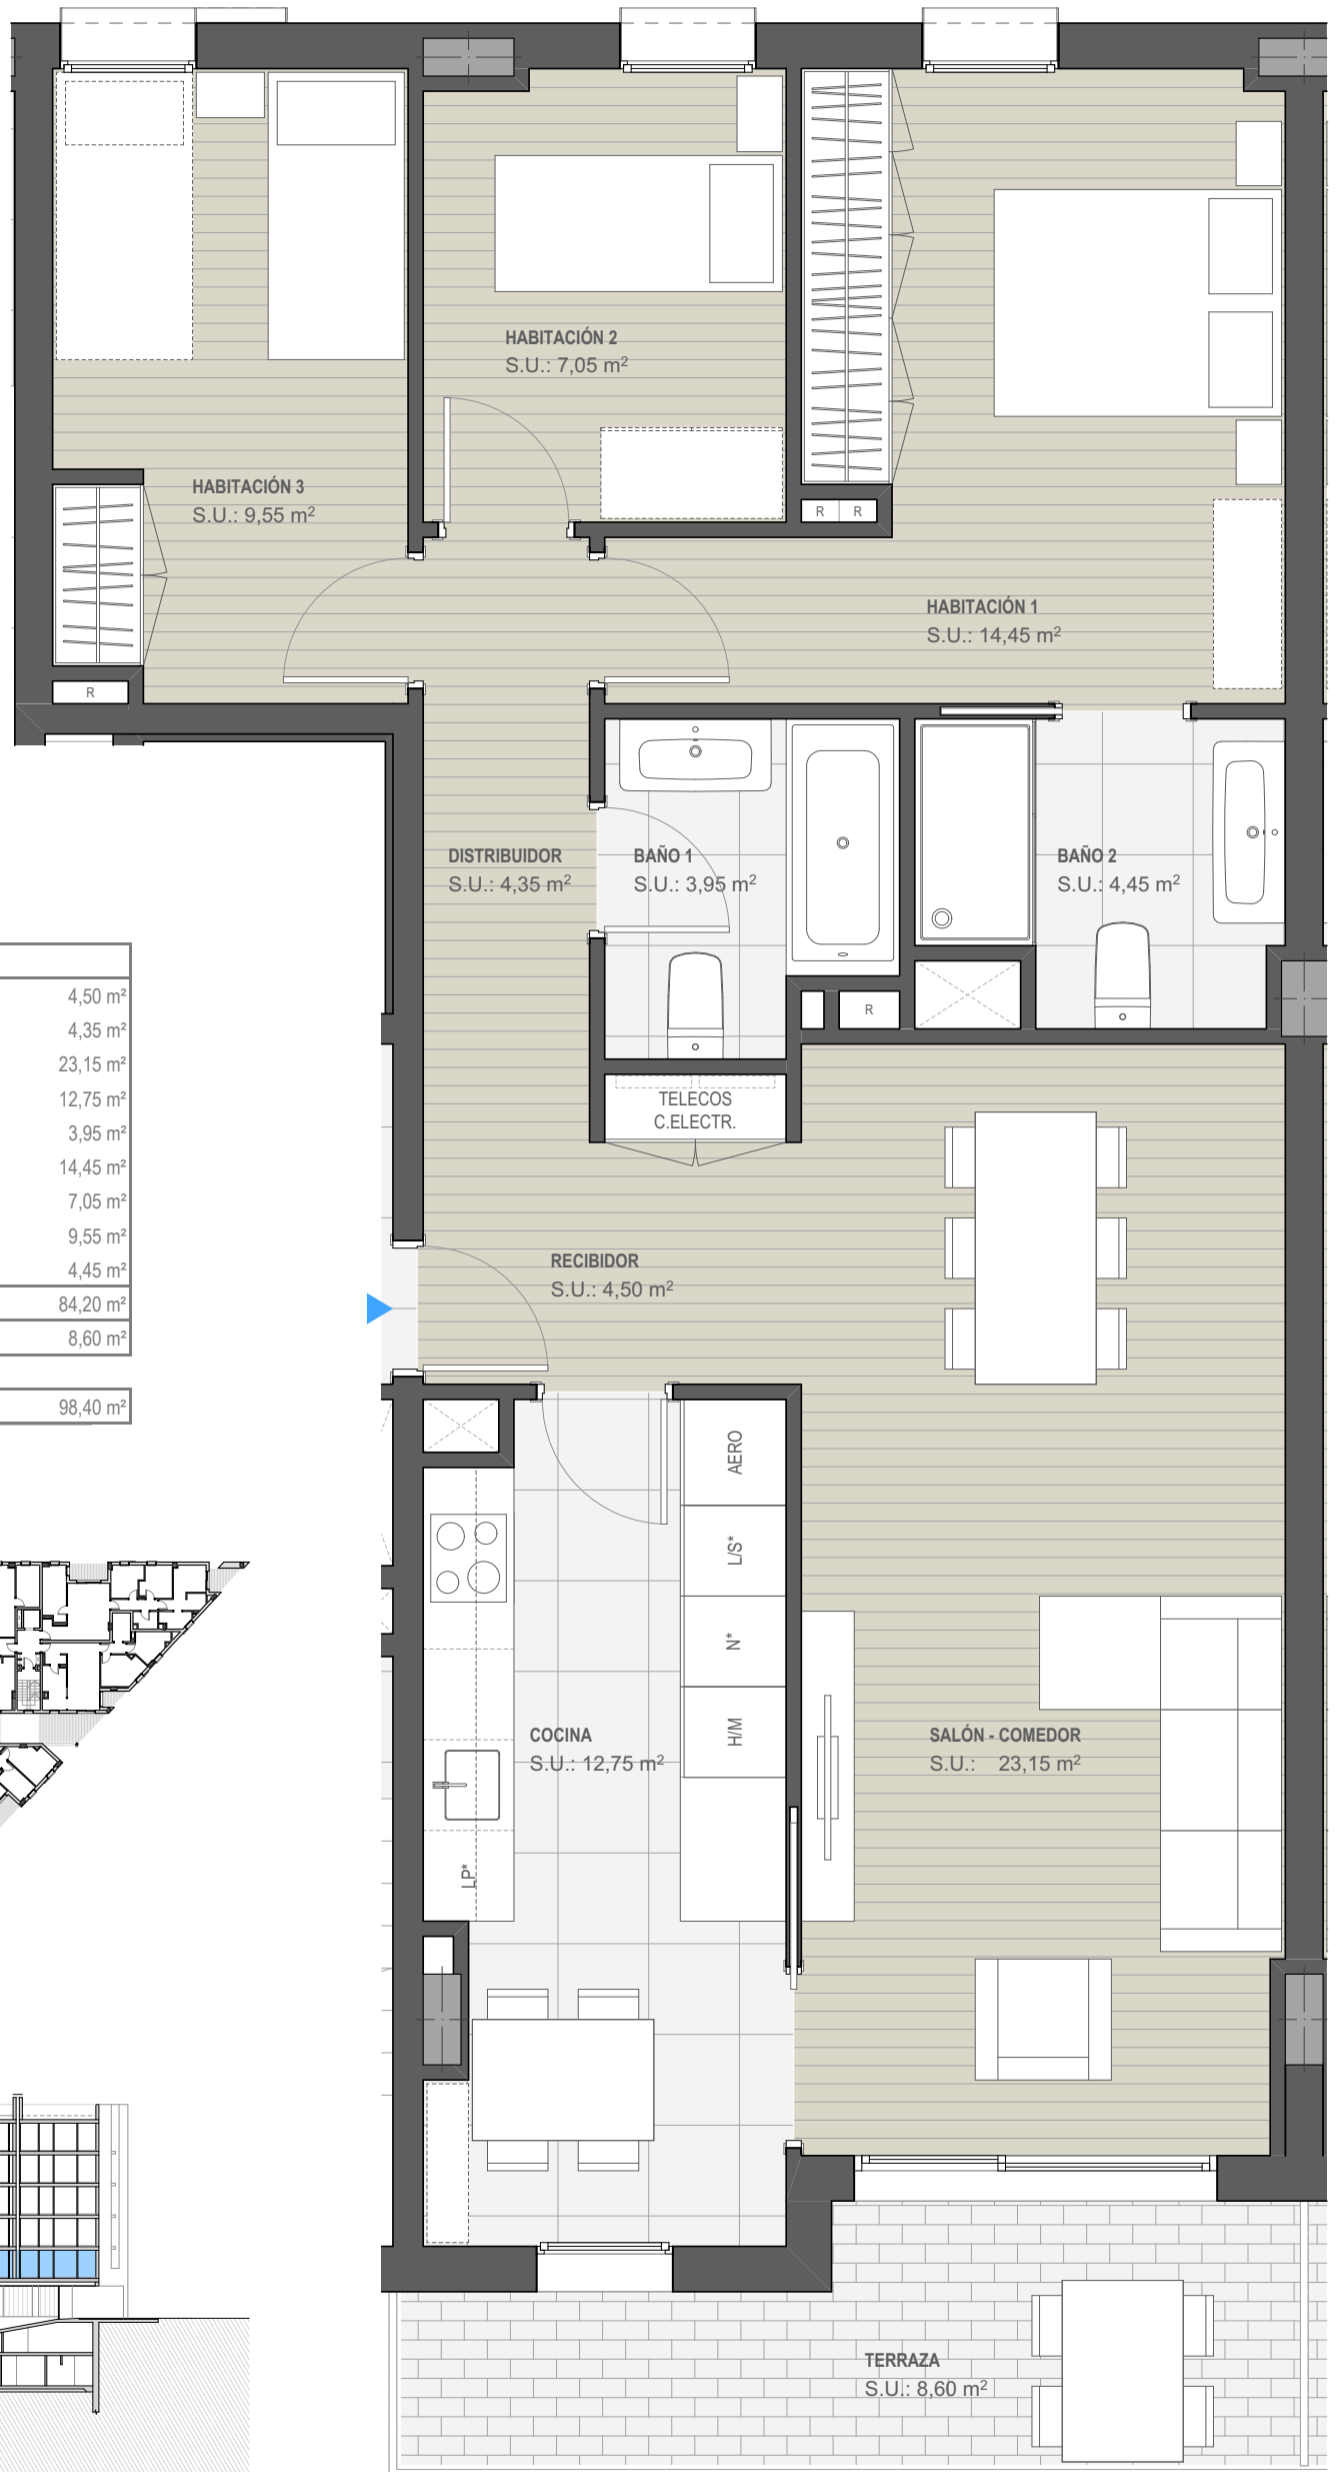 HABITACIÓN 2
S.U.: 7,05 m²
HABITACIÓN 3
S.U.: 9,55 m²
R R
HABITACIÓN 1
S.U.: 14,45 m²
R
DISTRIBUIDOR
S.U.: 4,35 m²
BAÑO 1
S.U.: 3,95 m²
BAÑO 2
S.U.: 4,45 m²
R
4,50 m²
4,35 m²
23,15 m²
12,75 m²
3,95 m²
14,45 m²
7,05 m²
9,55 m²
4,45 m²
84,20 m²
8,60 m²
98,40 m²
TELECOS
C.ELECTR.
RECIBIDOR
S.U.: 4,50 m²
AERO
L/S*
N*
H/M
COCINA
S.U.: 12,75 m²
SALÓN - COMEDOR
S.U.: 23,15 m²
LP*
TERRAZA
S.U.: 8,60 m²